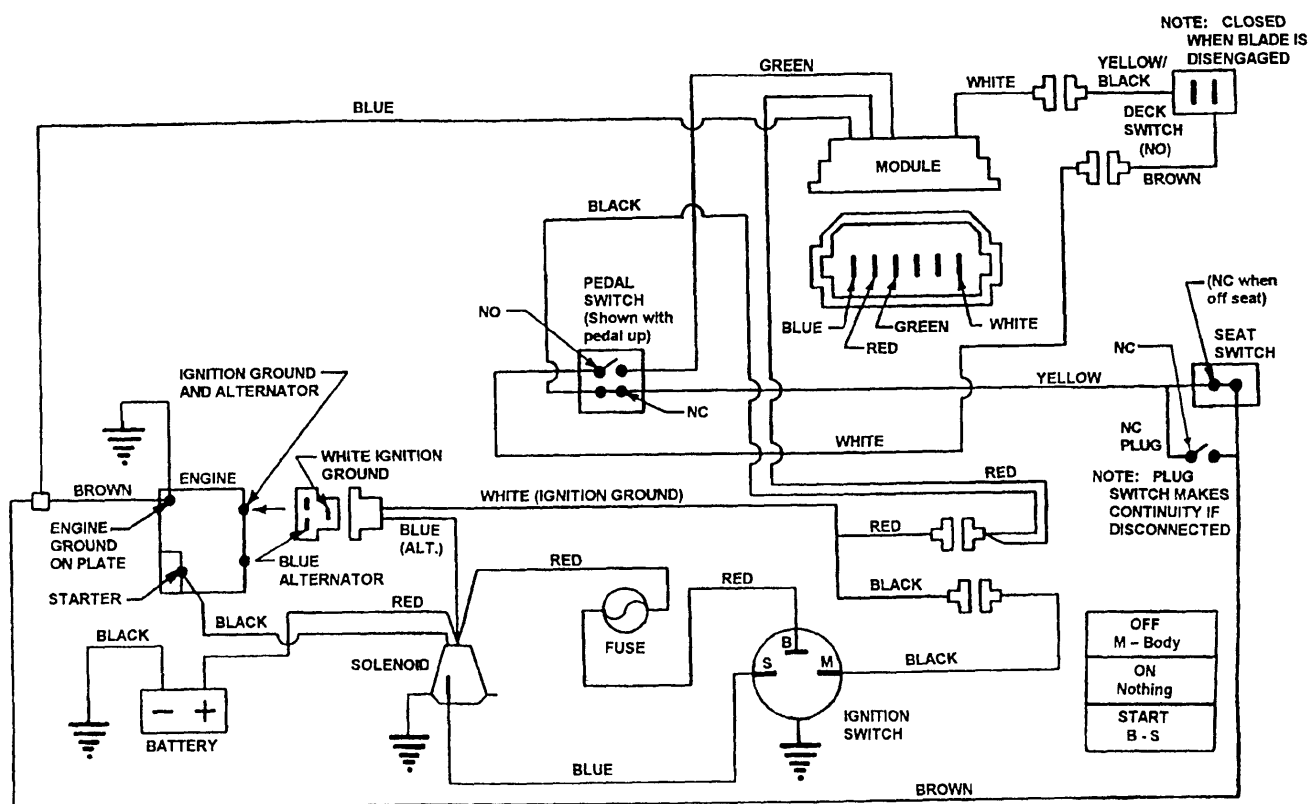 NOTE: CLOSED
WHEN BLADE IS
DISENGAGED
GREEN
YELLOW/
BLACK
WHITE
BLUE
DECK
SWITCH
(NO)
MODULE
BROWN
BLACK
PEDAL
SWITCH
(Shown with
pedal up)
NO
BLUE
GREEN
WHITE
RED
(NC when
off seat)
SEAT
SWITCH
NC
IGNITION GROUND
AND ALTERNATOR
YELLOW
NC
NC
PLUG
WHITE
WHITE IGNITION
GROUND
ENGINE
RED
NOTE: PLUG
SWITCH MAKES
CONTINUITY IF
DISCONNECTED
BROWN
WHITE (IGNITION GROUND)
ENGINE
GROUND
ON PLATE
BLUE
(ALT.)
RED
BLUE
ALTERNATOR
RED
RED
BLACK
STARTER
RED
BLACK
BLACK
FUSE
OFF
M - Body
ON
Nothing
START
B - S
SOLENOID
B
S
M
BLACK
- +
BATTERY
IGNITION
SWITCH
BLUE
BROWN